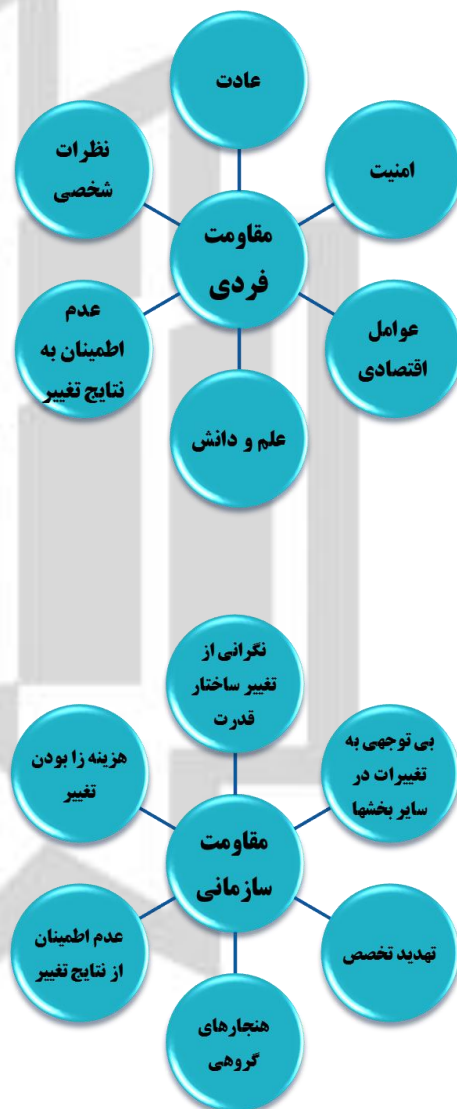 عادت
امنیت
نظرات
شخصی
مقاومت
فردی
عوامل
اقتصادی
عدم
اطمینان به
نتایج تغییر
علم و دانش
نگرانی از
تغییر ساختار
قدرت
بی توجهی به
تغییرات در
سایر بخشها
هزینه زا بودن
تغییر
مقاومت
سازمانی
تهدید تخصص
عدم اطمینان
از نتایج تغییر
هنجارهای
گروهی